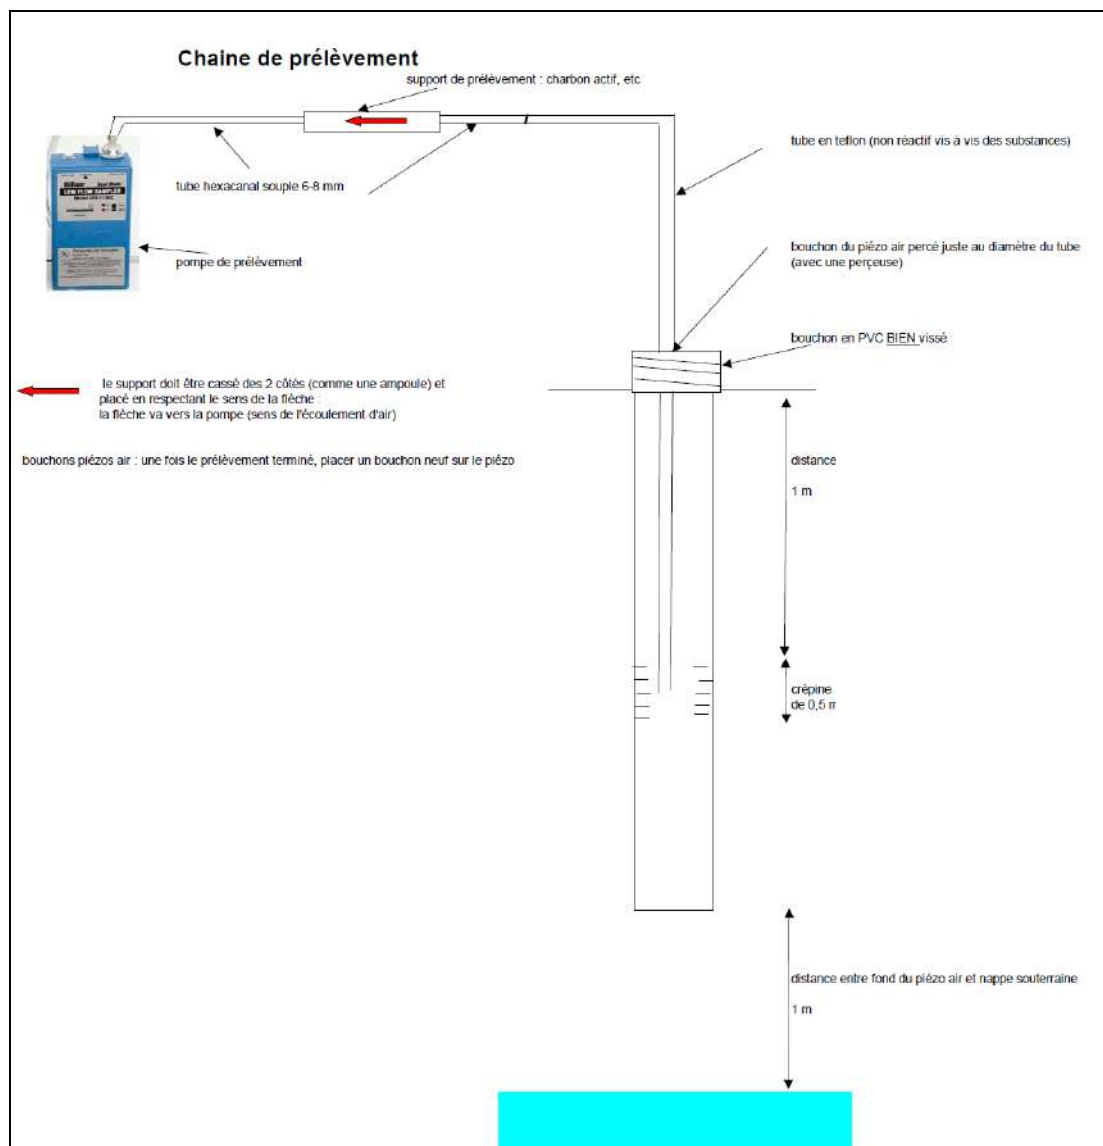 Chaine de prélèvement
support de prélèvement : charbon actif, etc
tube en teflon (non réactif vis à vis des substances)
tube hexacanal souple 6-8 mm
LOW FLOW SAMPLER
bouchon du piézo air percé juste au diamètre du tube
(avec une perçeuse)
pompe de prélèvement
bouchon en PVC BIEN vissé
le support doit être cassé des 2 côtés (comme une ampoule) et
placé en respectant le sens de la flèche :
la flèche va vers la pompe (sens de l'écoulement d'air)
bouchons piézos air : une fois le prélèvement terminé, placer un bouchon neuf sur le piézo
distance
1 m
crépine
de 0,5 m
distance entre fond du piézo air et nappe souterraine
1 m